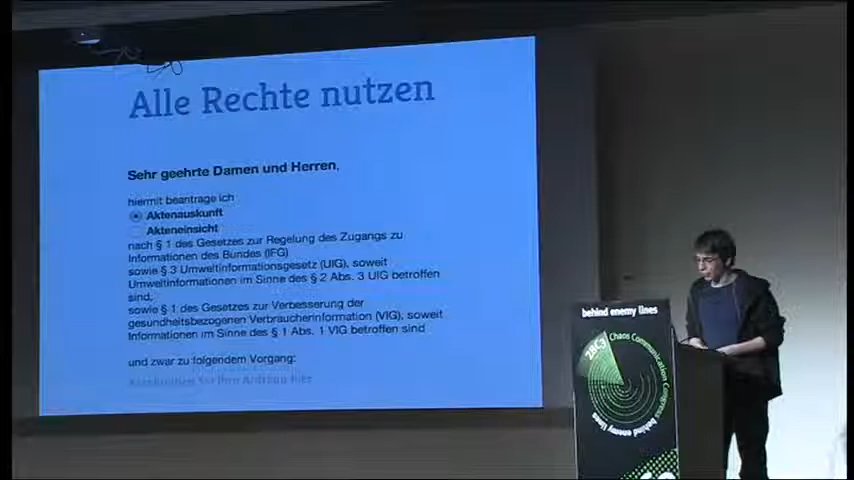 Alle Rechte nutzen
Sehr geehrte Damen und Herren,
hiermit beantrage ich
Aktenauskunft
Akteneinsicht
nach § 1 des Gesetzes zur Regelung des Zugangs zu
Informationen des Bundes (IFG)
sowie § 3 Umweltinformationsgesetz (UIG), soweit
Umweltinformationen im Sinne des § 2 Abs. 3 UIG betroffen
sind,
sowie § 1 des Gesetzes zur Verbesserung der
gesundheitsbezogenen Verbraucherinformation (VIG), soweit
Informationen im Sinne des § 1 Abs. 1 VIG betroffen sind
und zwar zu folgendem Vorgang:
behind enemy lines
28C3
Chaos Communication Congress
behind enemy lines